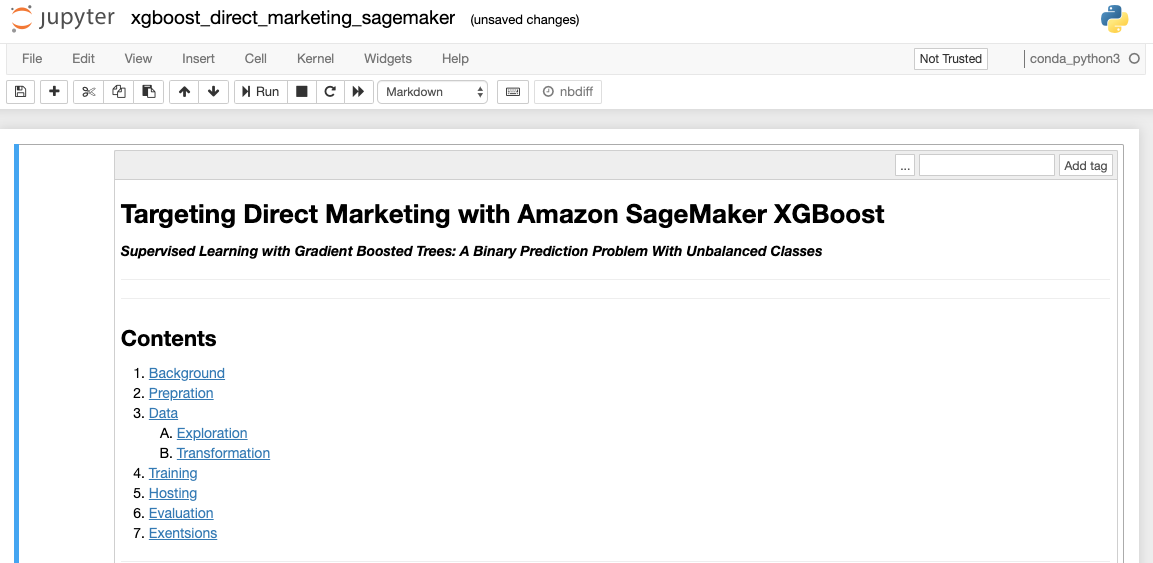 jupyter xgboost_direct_marketing_sagemaker (unsaved changes)
File Edit View Insert Cell Kernel Widgets Help Not Trusted conda_python3
Run Markdown nbdiff
... Add tag
Targeting Direct Marketing with Amazon SageMaker XGBoost
Supervised Learning with Gradient Boosted Trees: A Binary Prediction Problem With Unbalanced Classes
Contents
1. Background
2. Prepration
3. Data
A. Exploration
B. Transformation
4. Training
5. Hosting
6. Evaluation
7. Exentsions